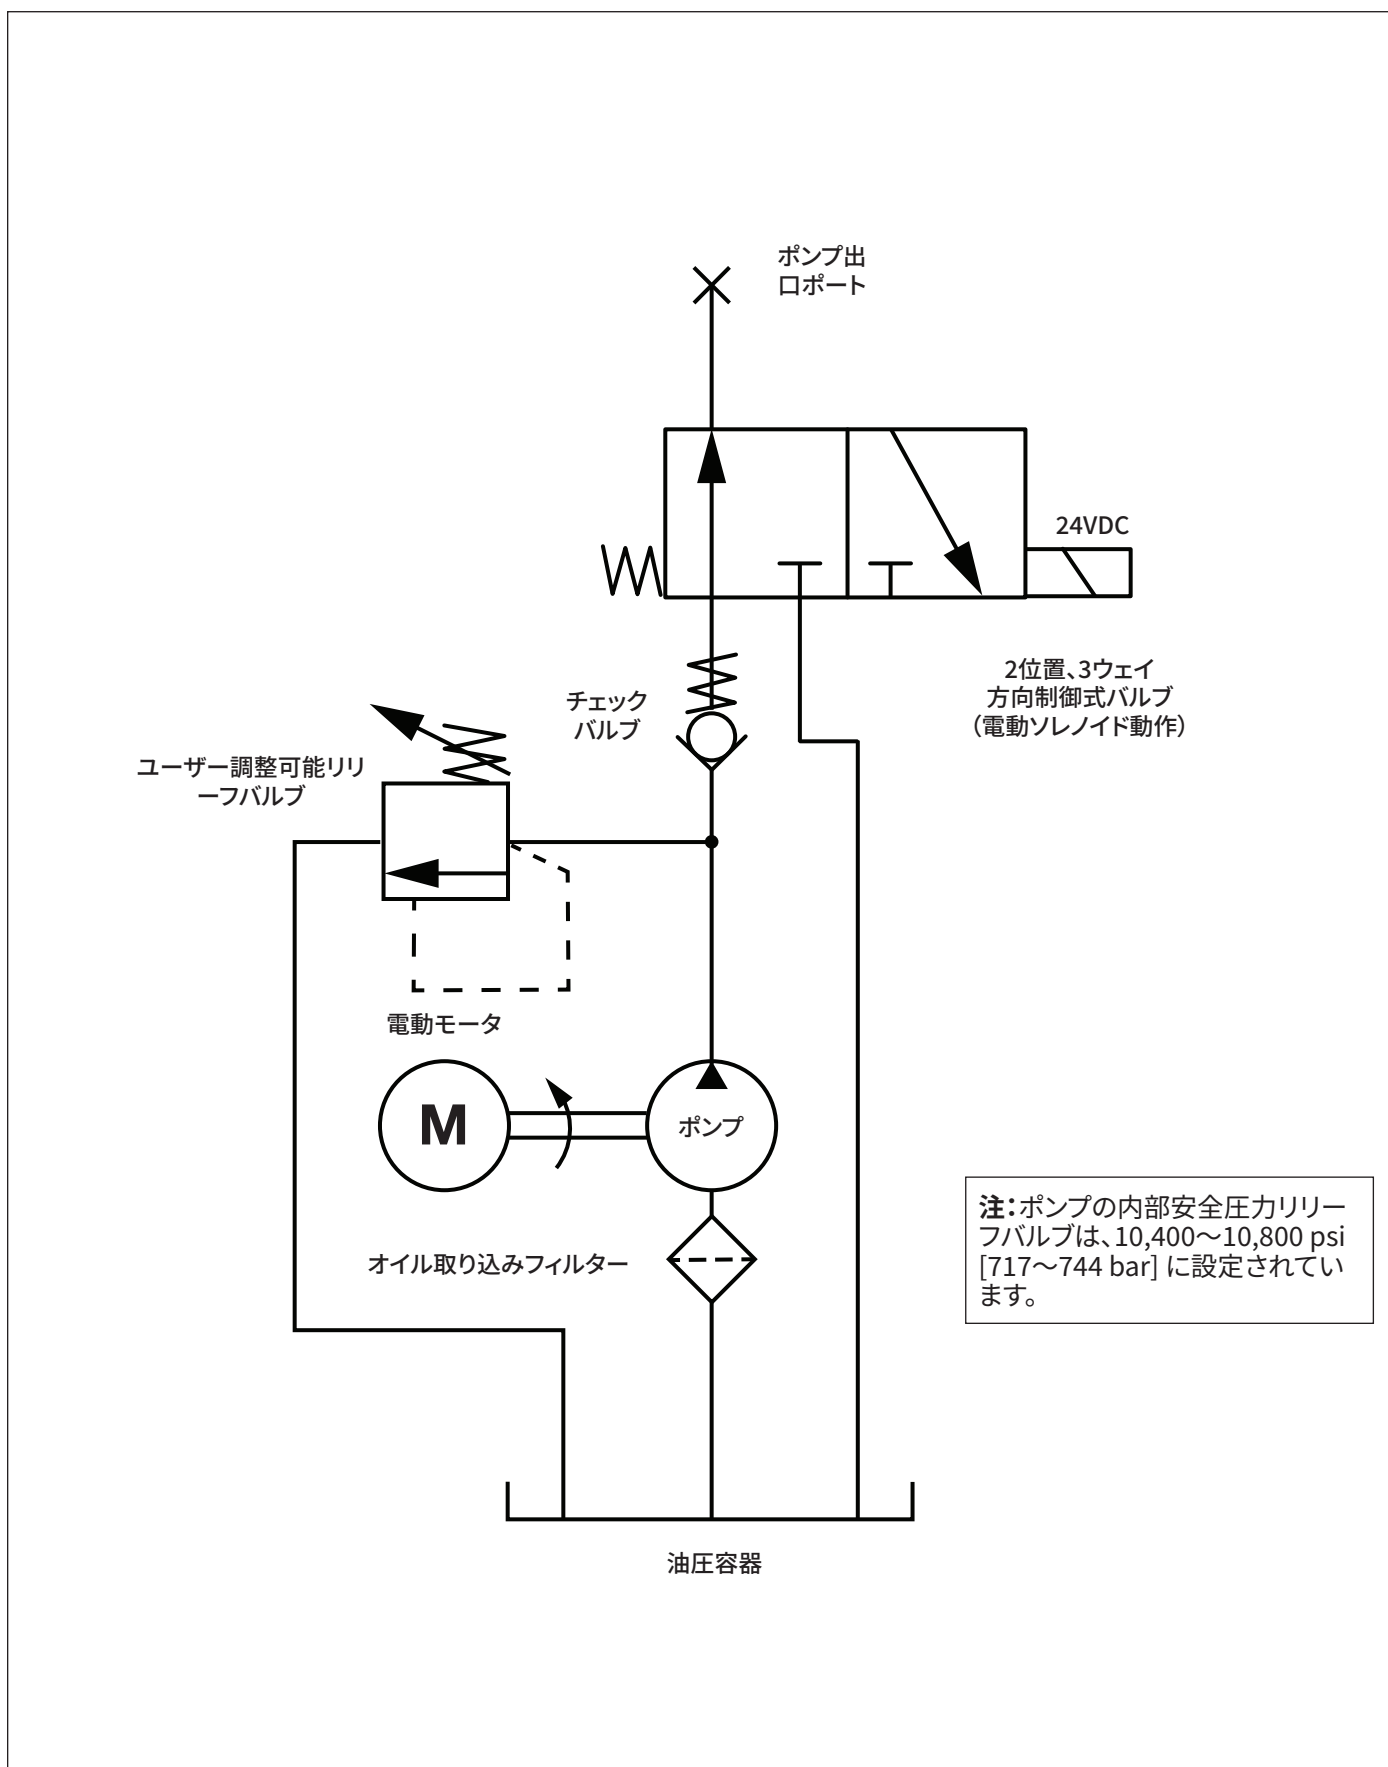 ポンプ出
口ポート
24VDC
2位置、3ウェイ
方向制御式バルブ
（電動ソレノイド動作）
チェック
バルブ
ユーザー調整可能リリ
ーフバルブ
電動モータ
M
ポンプ
オイル取り込みフィルター
注：ポンプの内部安全圧力リリー
フバルブは、10,400～10,800 psi
[717～744 bar] に設定されてい
ます。
油圧容器